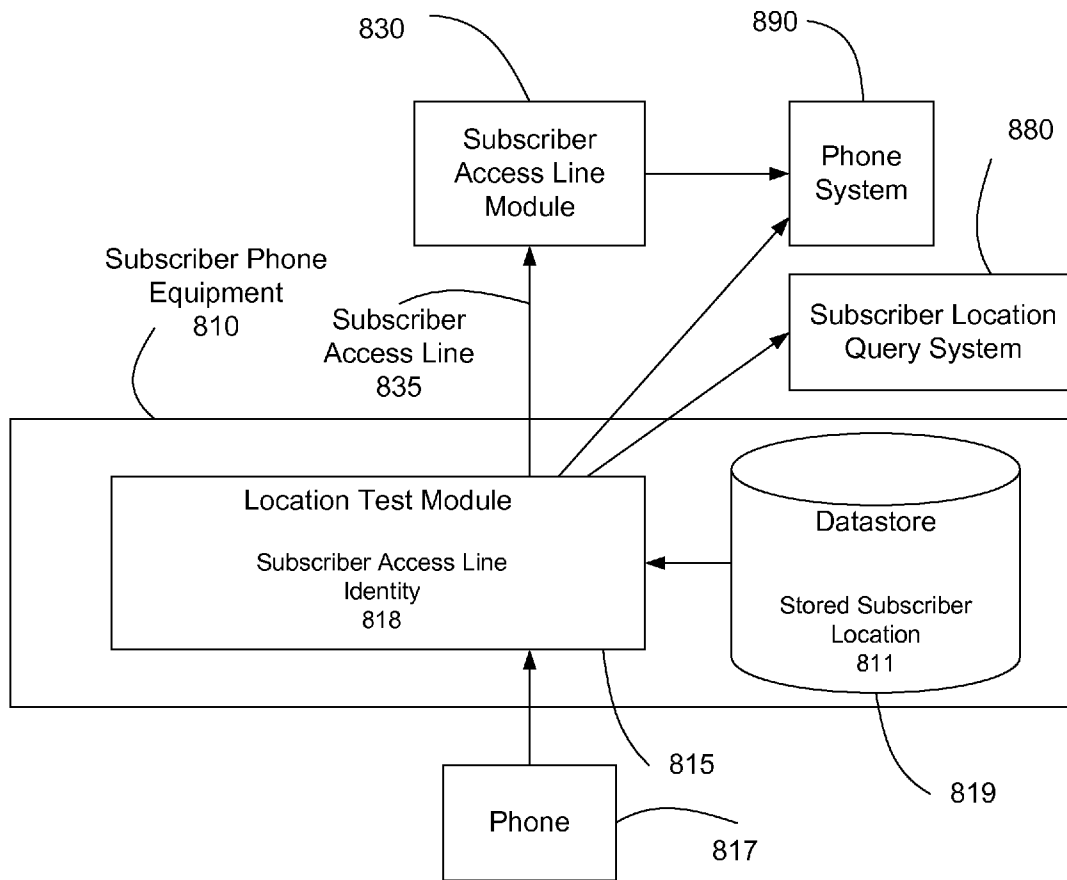 830
890
880
Subscriber
Access Line
Module
Phone
System
Subscriber Phone
Equipment
810
Subscriber
Access Line
835
Subscriber Location
Query System
Location Test Module
Subscriber Access Line
Identity
818
Datastore
Stored Subscriber
Location
811
815
819
Phone
817